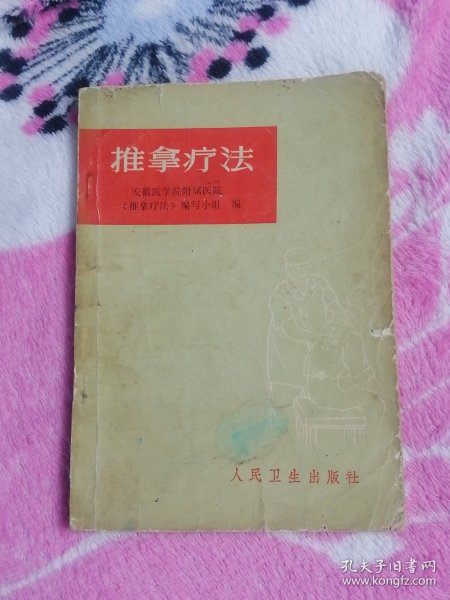 推拿疗法
安徽医学院附属医院
《推拿疗法》编写小组 编
人民卫生出版社
孔夫子旧书网
www.kongfz.com